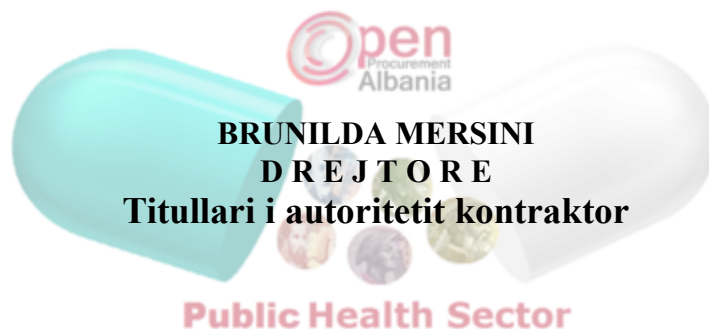 Open
Procurement
Albania
BRUNILDA MERSINI
D R E J T O R E
Titullari i autoritetit kontraktor
Public Health Sector